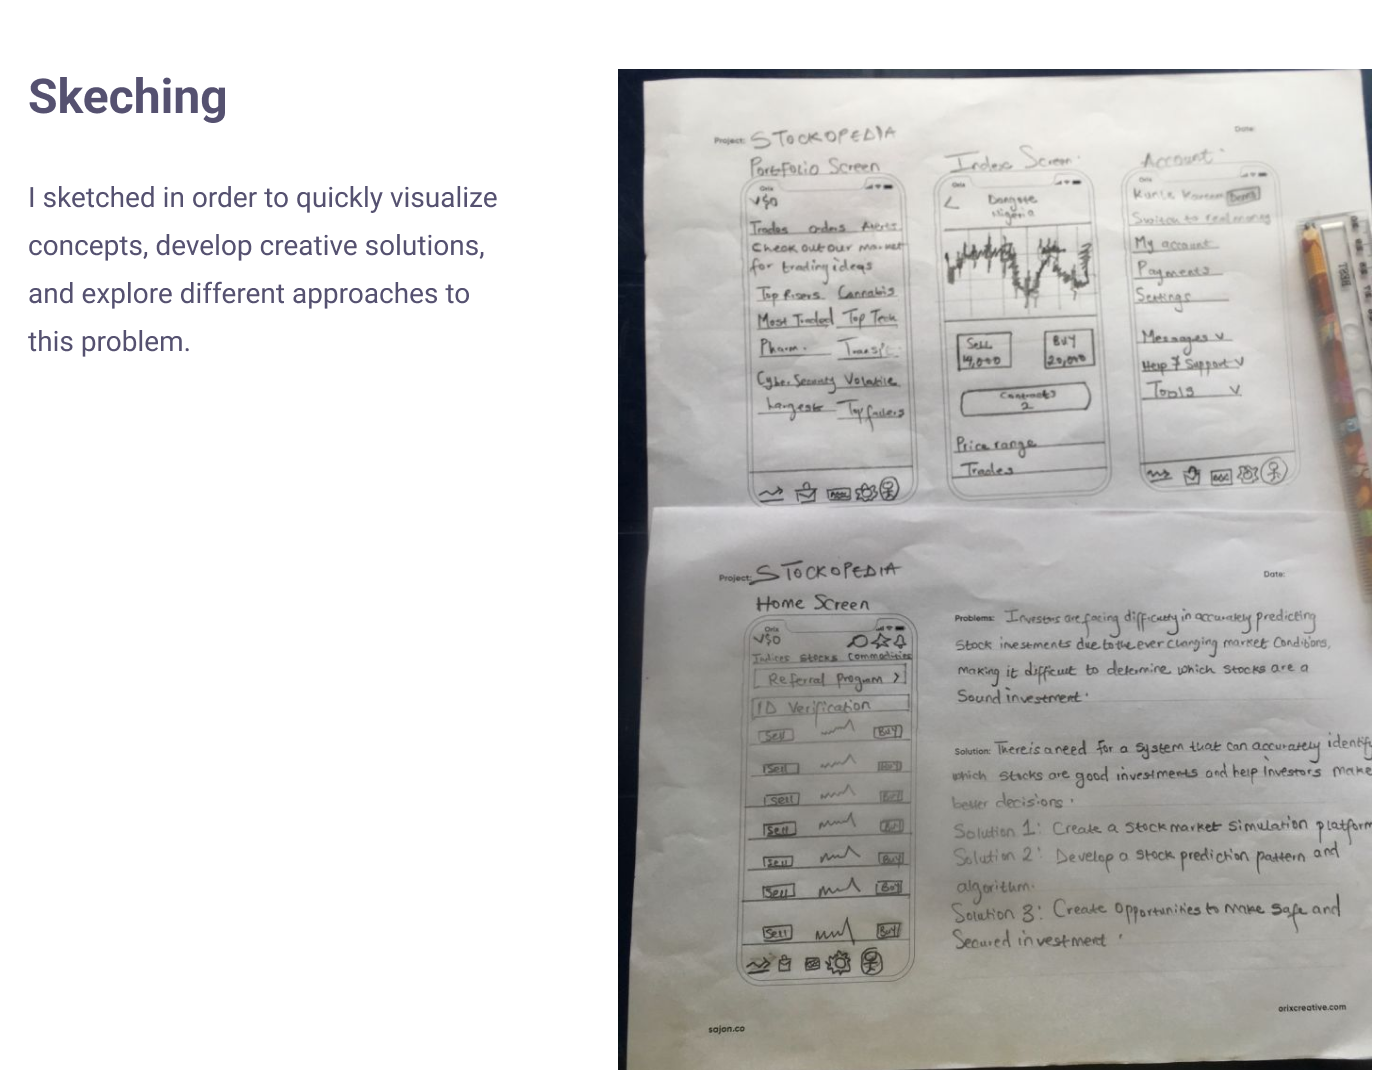 Skeching
I sketched in order to quickly visualize
concepts, develop creative solutions,
and explore different approaches to
this problem.
Project: STOCKOPEDIA
Date:
Portfolio Screen
Orix
V$0
Trades orders Alerts
Check out our market
for trading ideas
Top Risers Cannabis
Most Traded Top Tech
Pharm.
Cyber Security Volatile
Largest Top fallers
Index Screen
Orix
Dangote
Nigeria
Sell
19,000
BUY
20,000
Contracts
2
Price range
Trades
Account
Orix
Kareem
Switch to real money
My account
Payments
Settings
Messages v
Help & Support v
Tools v
Project: STOCKOPEDIA
Date:
Home Screen
Orix
V$0
Indices Stocks Commodities
Referral Program >
ID Verification
Sell Buy
Sell Buy
Sell Buy
Sell Buy
Sell Buy
Sell Buy
Sell Buy
Problems: Investors are facing difficulty in accurately predicting
Stock investments due to the ever changing market Conditions,
making it difficult to determine which stocks are a
Sound investment.
Solution: There is a need for a system that can accurately identify
which stocks are good investments and help investors make
better decisions.
Solution 1: Create a stock market simulation platform
Solution 2: Develop a stock prediction pattern and
algorithm.
Solution 3: Create opportunities to make safe and
Secured investment.
sajon.co
orixcreative.com